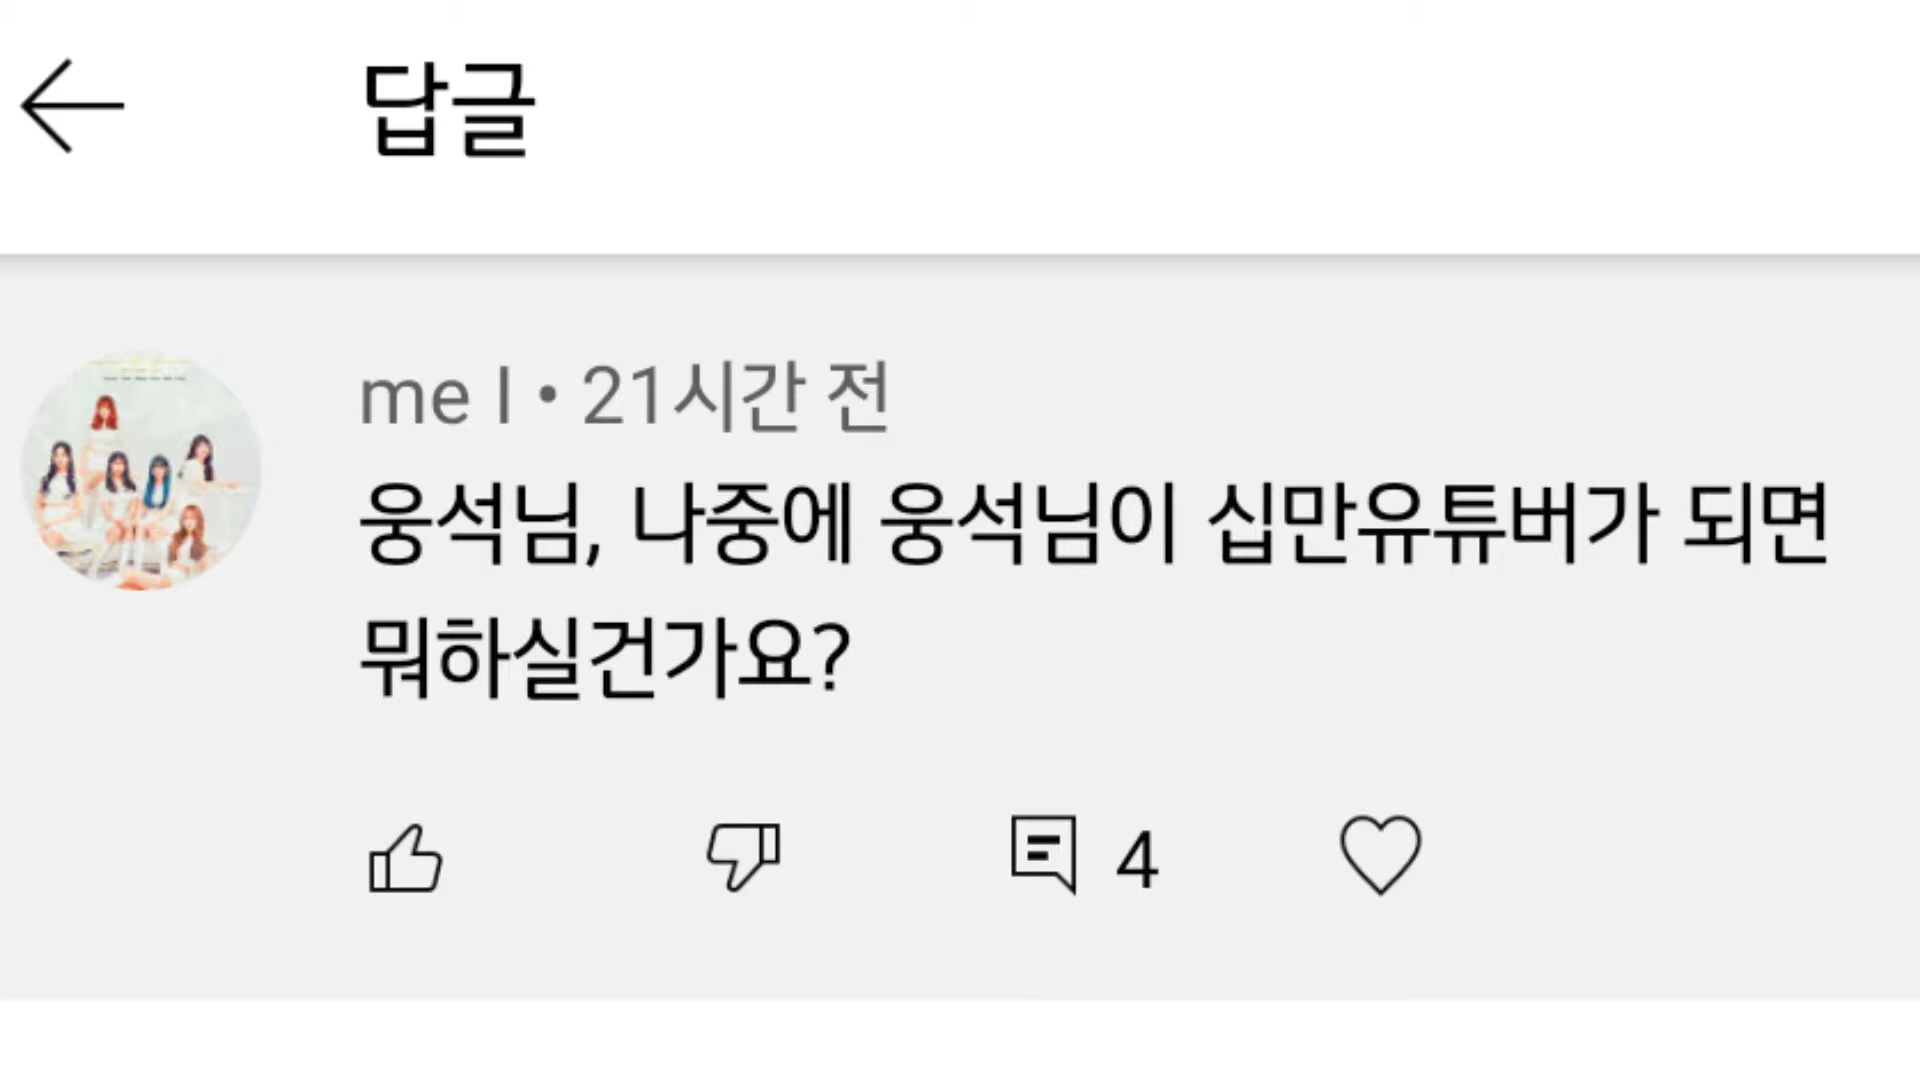 답글
me l • 21시간 전
웅석님, 나중에 웅석님이 십만유튜버가 되면
뭐하실건가요?
4